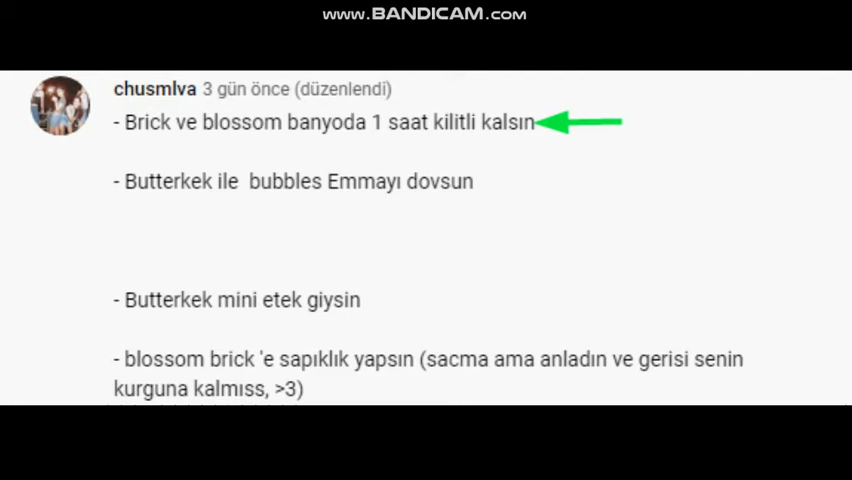 www.BANDICAM.com
chusmlva 3 gün önce (düzenlendi)
- Brick ve blossom banyoda 1 saat kilitli kalsın
- Butterkek ile bubbles Emmayı dovsun
- Butterkek mini etek giysin
- blossom brick 'e sapıklık yapsın (sacma ama anladın ve gerisi senin
kurguna kalmıss, >3)